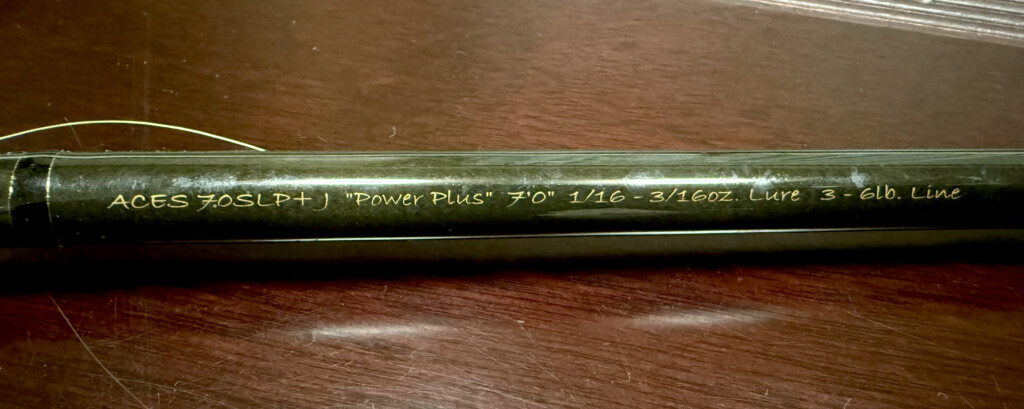 ACES 70SLP+ J "Power Plus" 7'0" 1/16 - 3/16oz. Lure 3 - 6lb. Line